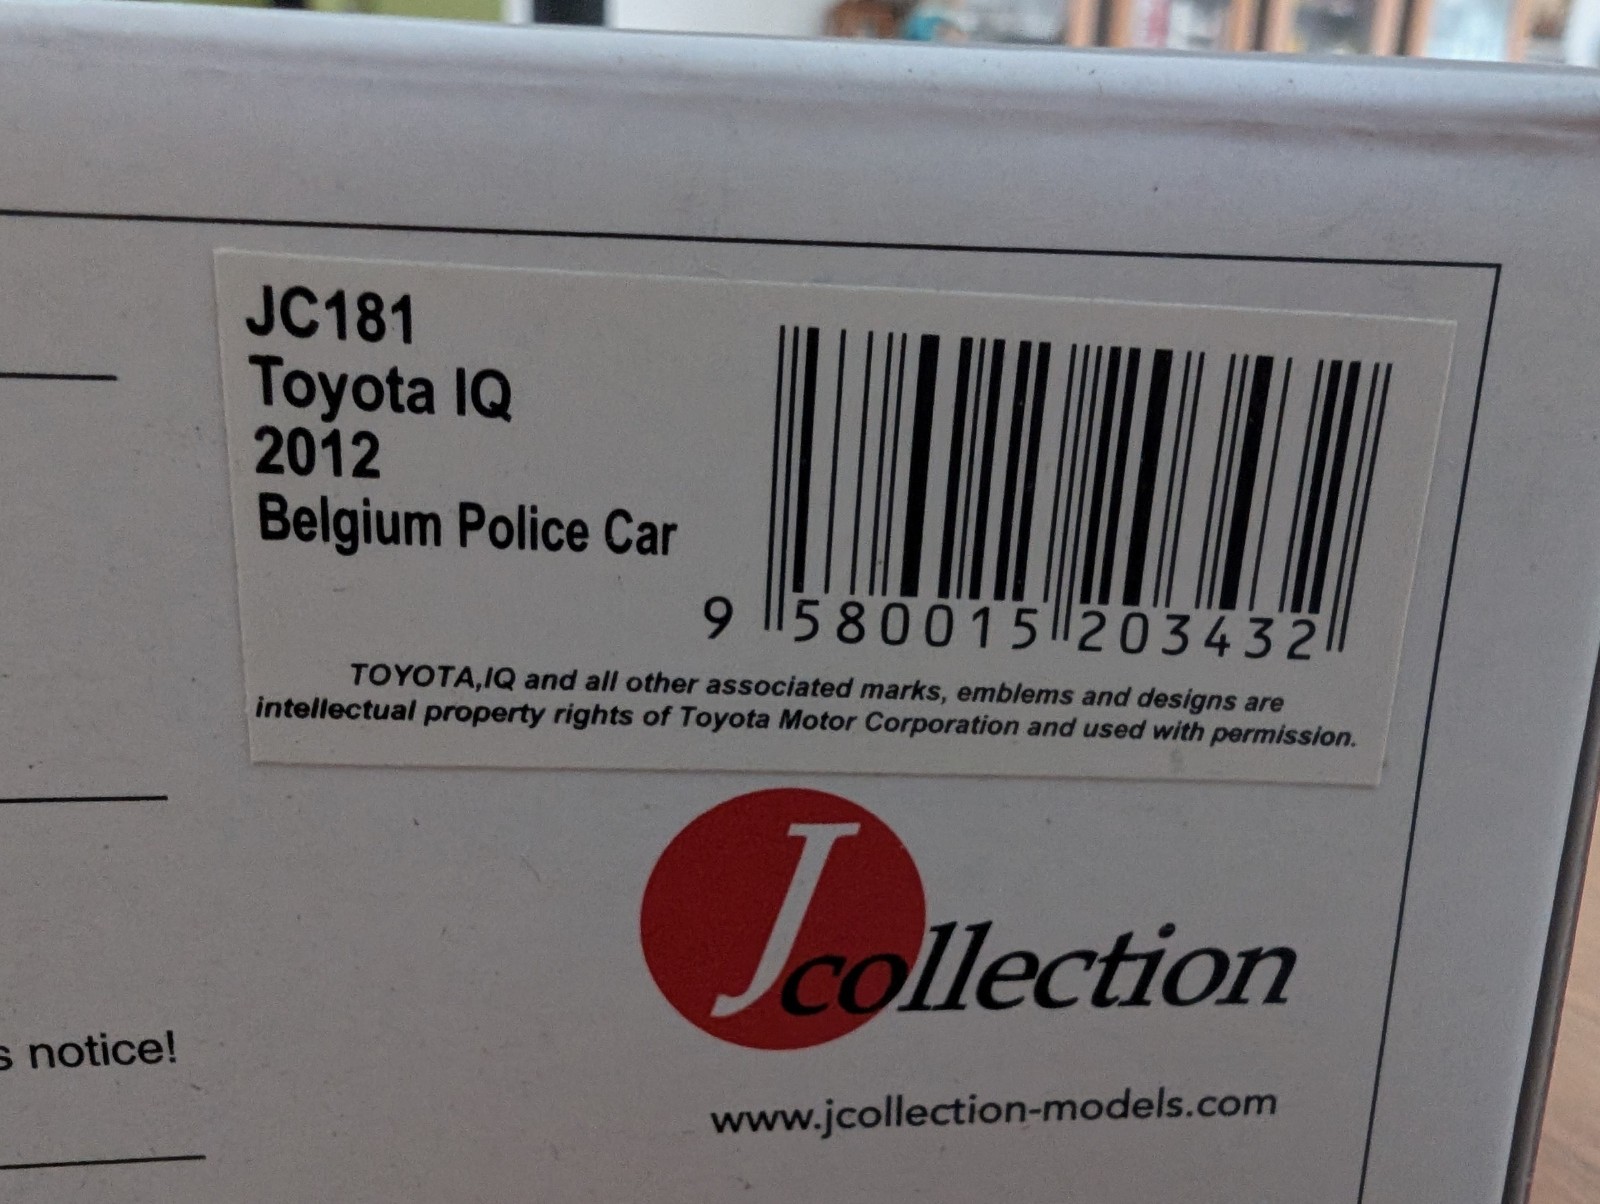 JC181
Toyota IQ
2012
Belgium Police Car
9 580015 203432
TOYOTA,IQ and all other associated marks, emblems and designs are
intellectual property rights of Toyota Motor Corporation and used with permission.
Jcollection
www.jcollection-models.com
notice!